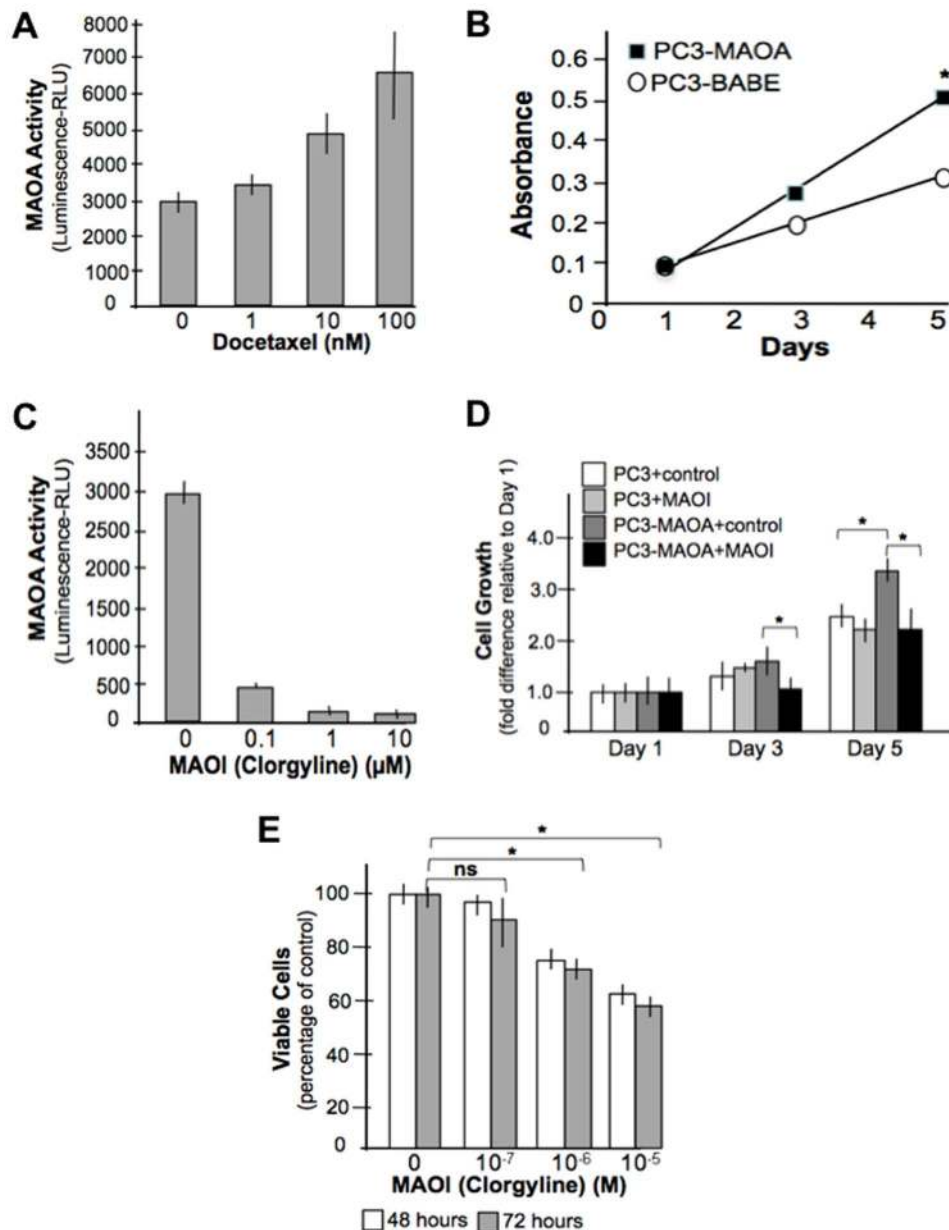 A
MAOA Activity
(Luminescence-RLU)
8000
7000
6000
5000
4000
3000
2000
1000
0
0 1 10 100
Docetaxel (nM)
B
PC3-MAOA
PC3-BABE
*
Absorbance
0.6
0.5
0.3
0.2
0.1
0
0 1 2 3 4 5
Days
C
MAOA Activity
(Luminescence-RLU)
3500
3000
2500
2000
1500
1000
500
0
0 0.1 1 10
MAOI (Clorgyline) (µM)
D
PC3+control
PC3+MAOI
PC3-MAOA+control
PC3-MAOA+MAOI
Cell Growth
(fold difference relative to Day 1)
4.0
3.0
2.0
1.0
0
* * *
Day 1 Day 3 Day 5
E
*
*
ns
Viable Cells
(percentage of control)
100
80
60
40
20
0
0 10-7 10-6 10-5
MAOI (Clorgyline) (M)
48 hours 72 hours